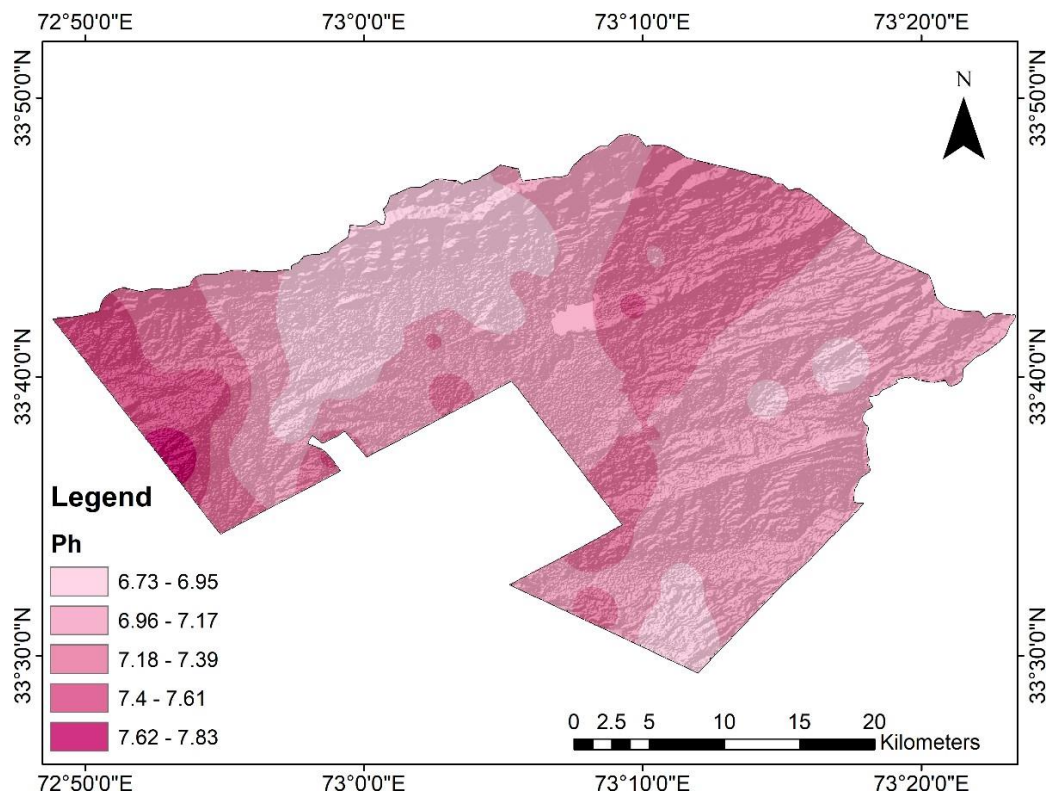 72°50'0"E 73°0'0"E 73°10'0"E 73°20'0"E
N
33°50'0"N 33°50'0"N
33°40'0"N 33°40'0"N
33°30'0"N 33°30'0"N
Legend
Ph
6.73 - 6.95
6.96 - 7.17
7.18 - 7.39
7.4 - 7.61
7.62 - 7.83
0 2.5 5 10 15 20
Kilometers
72°50'0"E 73°0'0"E 73°10'0"E 73°20'0"E